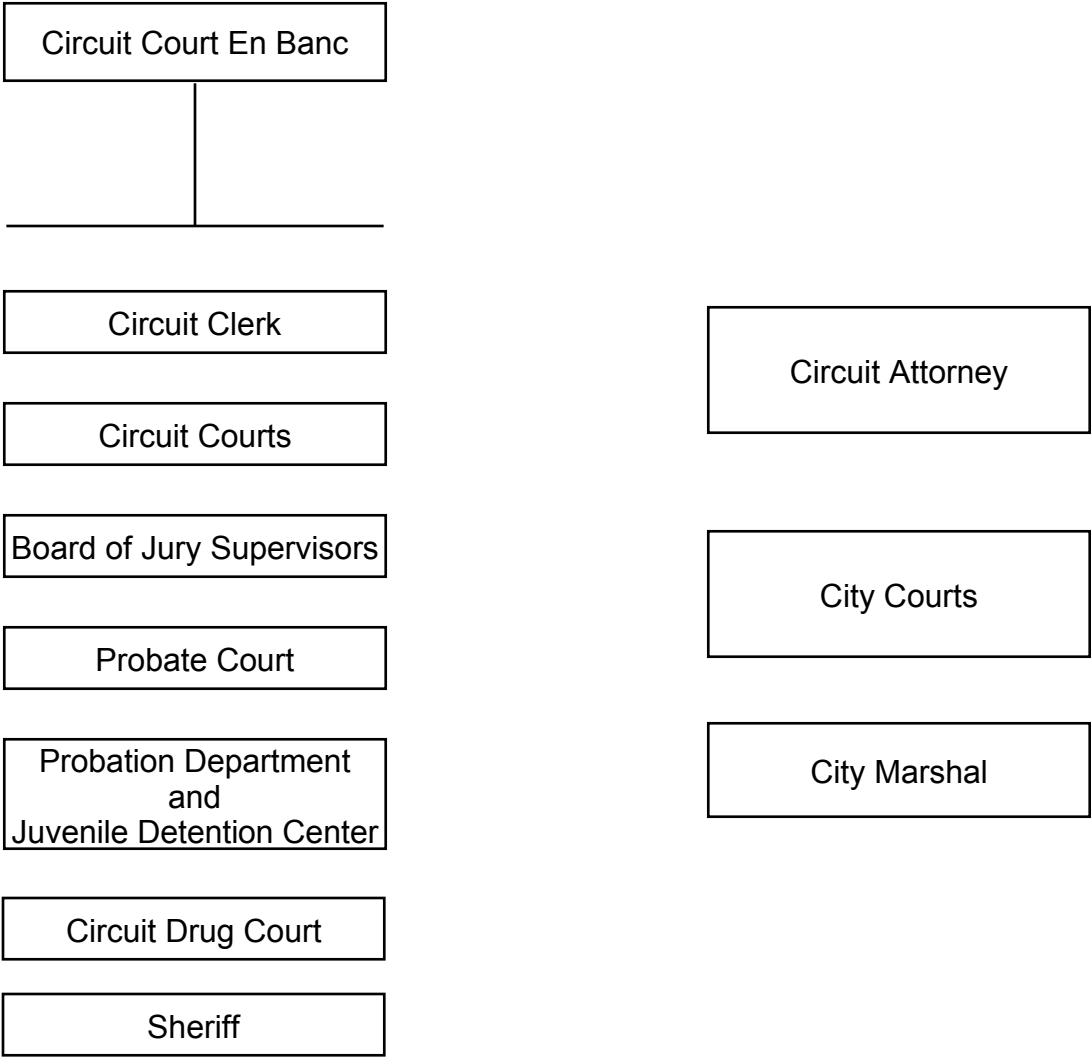 Circuit Court En Banc
Circuit Clerk
Circuit Courts
Board of Jury Supervisors
Probate Court
Probation Department
and
Juvenile Detention Center
Circuit Drug Court
Sheriff
Circuit Attorney
City Courts
City Marshal